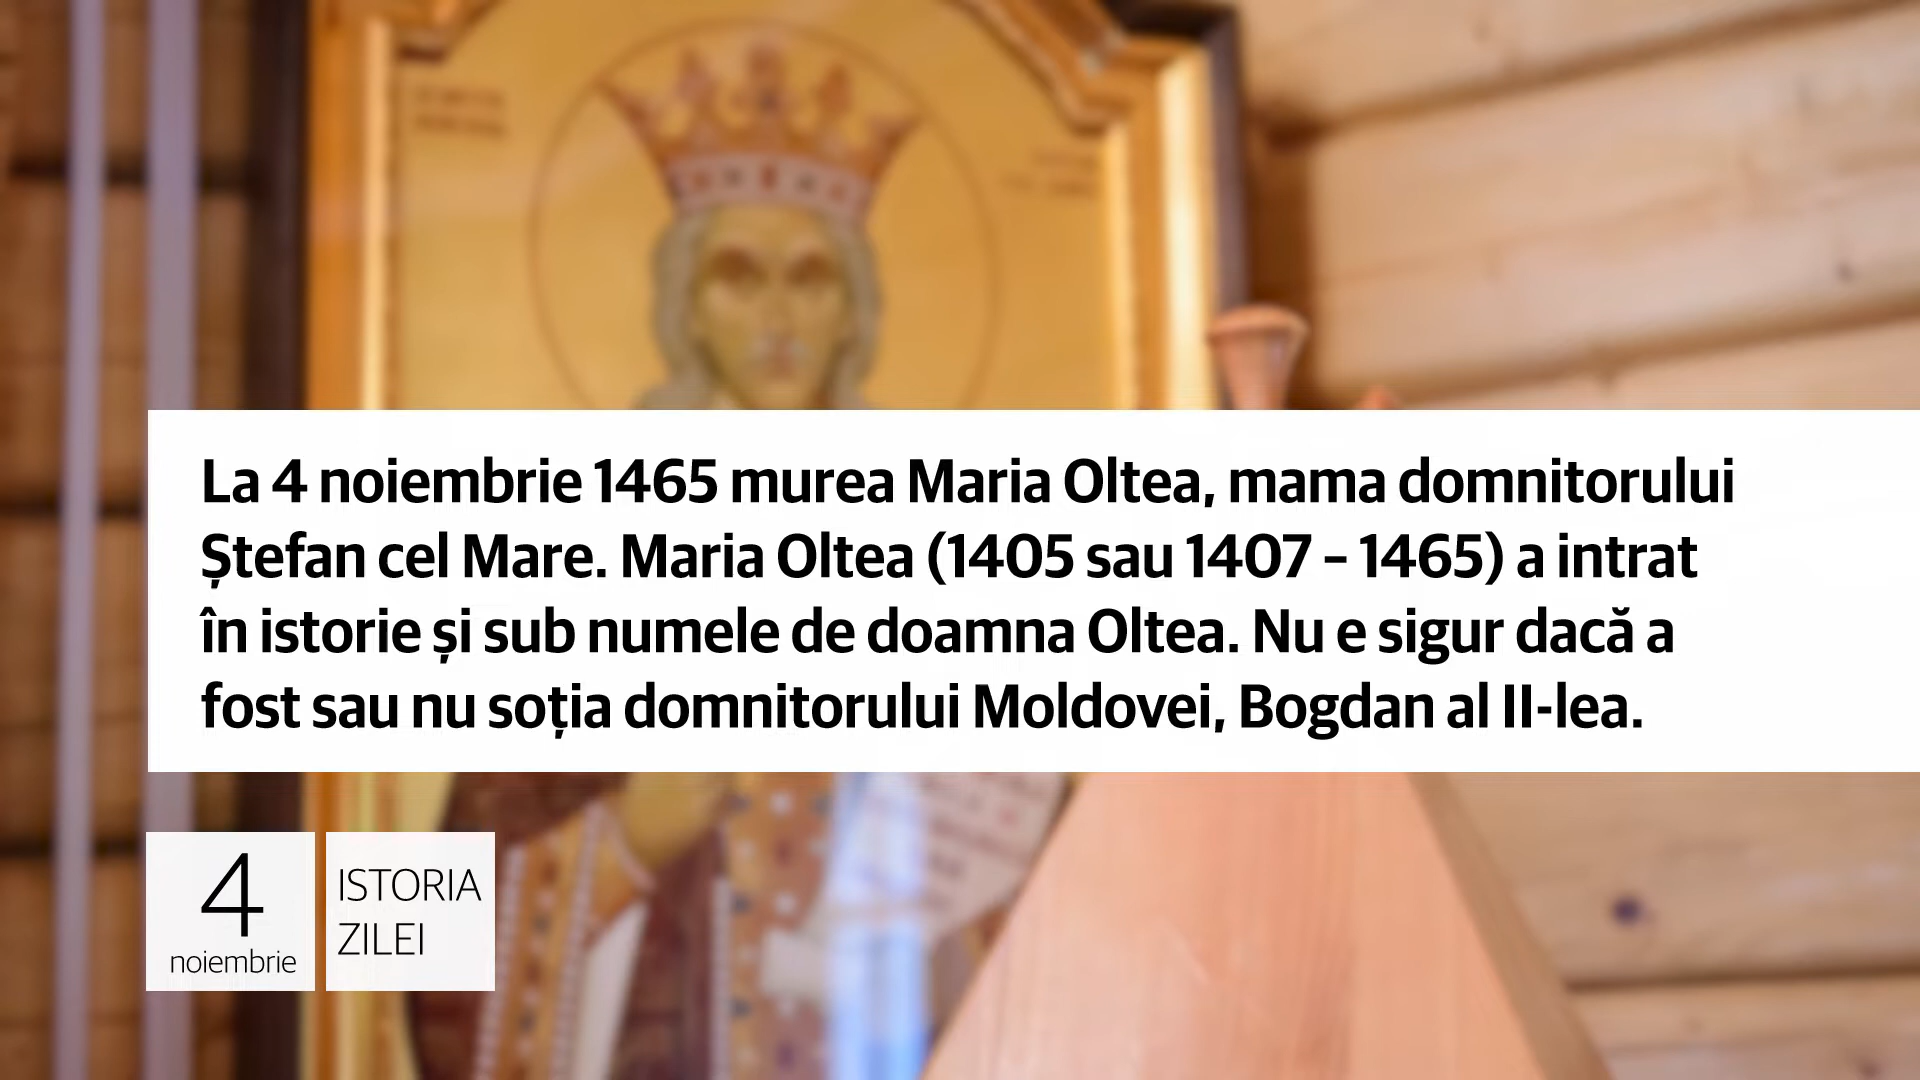 La 4 noiembrie 1465 murea Maria Oltea, mama domnitorului
Ștefan cel Mare. Maria Oltea (1405 sau 1407 – 1465) a intrat
în istorie și sub numele de doamna Oltea. Nu e sigur dacă a
fost sau nu soția domnitorului Moldovei, Bogdan al II-lea.
4
noiembrie
ISTORIA
ZILEI